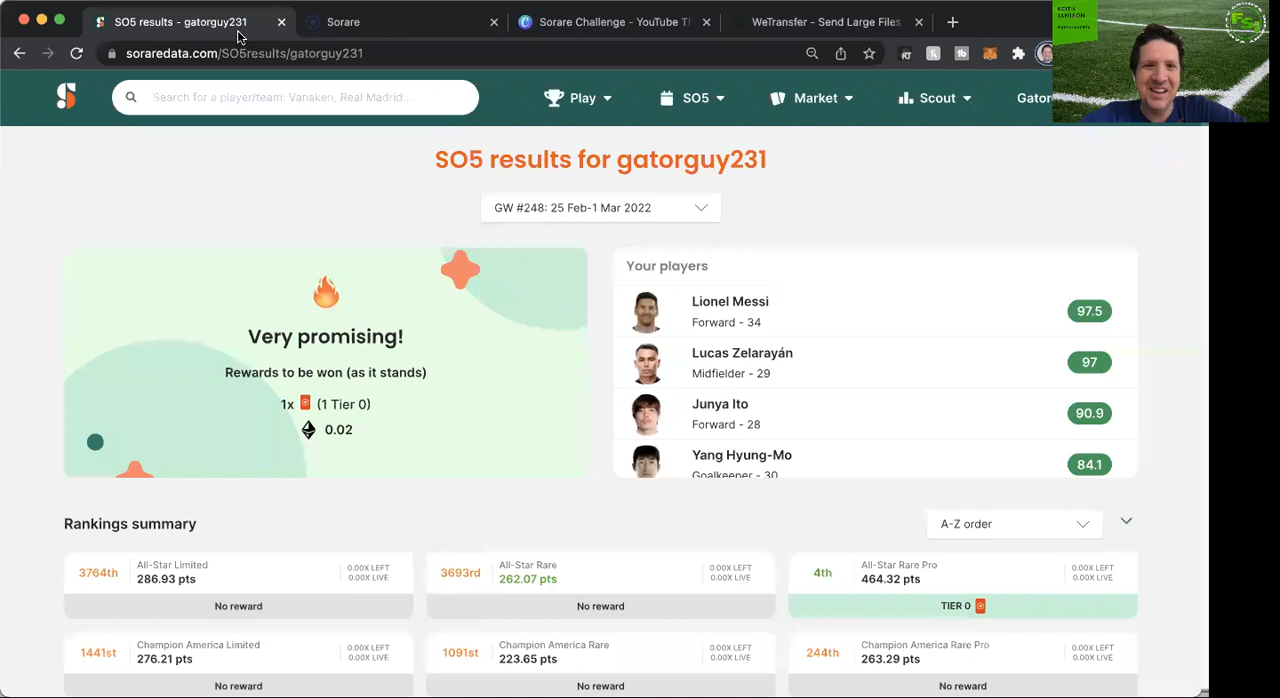 SO5 results - gatorguy231
Sorare
Sorare Challenge - YouTube T
WeTransfer - Send Large Files
soraredata.com/SO5results/gatorguy231
KEITH
JAMIESON
FSI
Search for a player/team: Vanaken, Real Madrid...
Play
SO5
Market
Scout
Gator
SO5 results for gatorguy231
GW #248: 25 Feb-1 Mar 2022
Very promising!
Rewards to be won (as it stands)
1x (1 Tier 0)
0.02
Your players
Lionel Messi
Forward - 34
97.5
Lucas Zelarayán
Midfielder - 29
97
Junya Ito
Forward - 28
90.9
Yang Hyung-Mo
Goalkeeper - 30
84.1
Rankings summary
A-Z order
3764th
All-Star Limited
286.93 pts
0.00X LEFT
0.00X LIVE
No reward
3693rd
All-Star Rare
262.07 pts
0.00X LEFT
0.00X LIVE
No reward
4th
All-Star Rare Pro
464.32 pts
0.00X LEFT
0.00X LIVE
TIER 0
1441st
Champion America Limited
276.21 pts
0.00X LEFT
0.00X LIVE
No reward
1091st
Champion America Rare
223.65 pts
0.00X LEFT
0.00X LIVE
No reward
244th
Champion America Rare Pro
263.29 pts
0.00X LEFT
0.00X LIVE
No reward